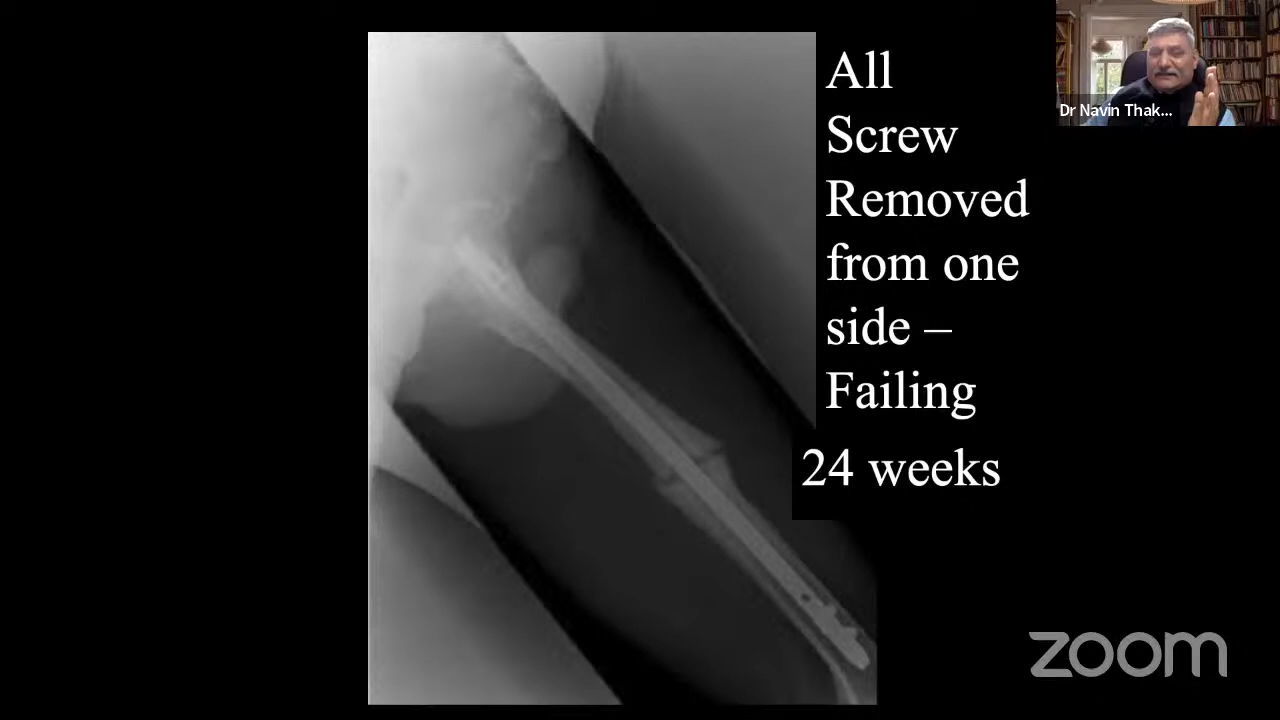 All
Screw
Removed
from one
side –
Failing
24 weeks
Dr Navin Thak...
zoom